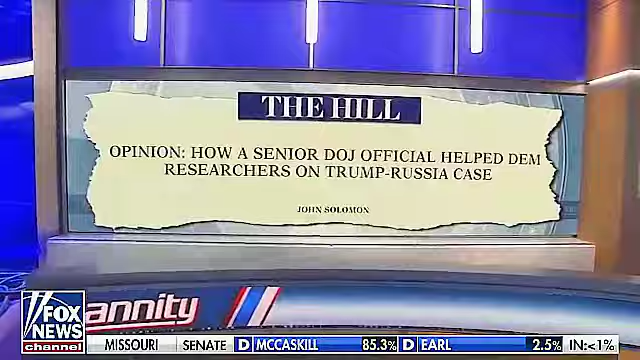 THE HILL
OPINION: HOW A SENIOR DOJ OFFICIAL HELPED DEM
RESEARCHERS ON TRUMP-RUSSIA CASE
JOHN SOLOMON
annity
FOX
NEWS
channel
MISSOURI SENATE D MCCASKILL 85.3% D EARL 2.5% IN:<1%